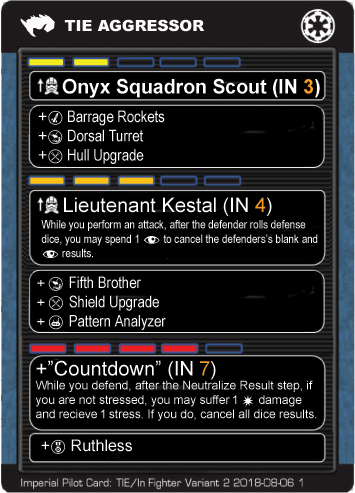 TIE AGGRESSOR
Onyx Squadron Scout (IN 3)
+ Barrage Rockets
+ Dorsal Turret
+ Hull Upgrade
Lieutenant Kestal (IN 4)
While you perform an attack, after the defender rolls defense
dice, you may spend 1 to cancel the defenders's blank and
results.
+ Fifth Brother
+ Shield Upgrade
+ Pattern Analyzer
+"Countdown" (IN 7)
While you defend, after the Neutralize Result step, if
you are not stressed, you may suffer 1 damage
and recieve 1 stress. If you do, cancel all dice results.
+ Ruthless
Imperial Pilot Card: TIE/In Fighter Variant 2 2018-08-06 1